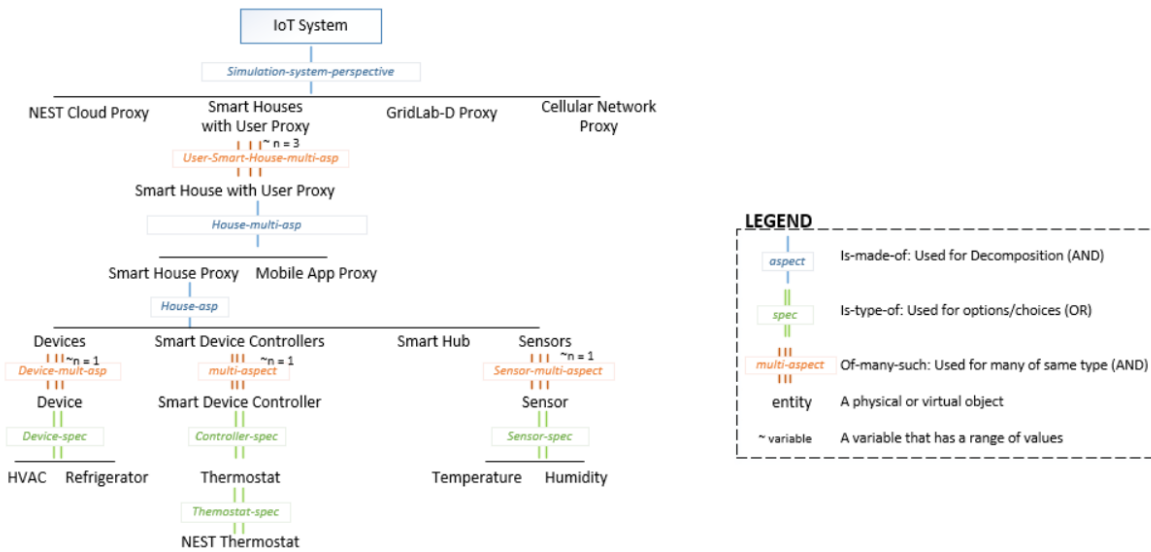 IoT System
Simulation-system-perspective
NEST Cloud Proxy
Smart Houses
with User Proxy
GridLab-D Proxy
Cellular Network
Proxy
~ n = 3
User-Smart-House-multi-asp
Smart House with User Proxy
House-multi-asp
Smart House Proxy
Mobile App Proxy
House-asp
Devices
Smart Device Controllers
Smart Hub
Sensors
~n = 1
~n = 1
~n = 1
Device-mult-asp
multi-aspect
Sensor-multi-aspect
Device
Smart Device Controller
Sensor
Device-spec
Controller-spec
Sensor-spec
HVAC
Refrigerator
Thermostat
Temperature
Humidity
Themostat-spec
NEST Thermostat
LEGEND
aspect
Is-made-of: Used for Decomposition (AND)
spec
Is-type-of: Used for options/choices (OR)
multi-aspect
Of-many-such: Used for many of same type (AND)
entity
A physical or virtual object
~ variable
A variable that has a range of values